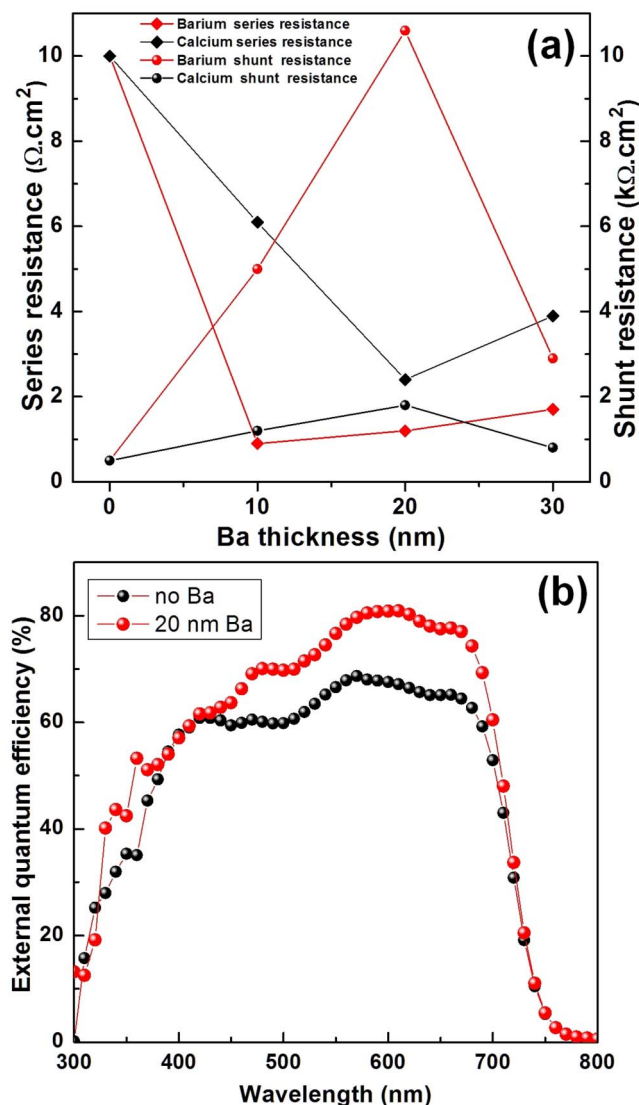 Barium series resistance
Calcium series resistance
Barium shunt resistance
Calcium shunt resistance
(a)
Series resistance (Ω.cm²)
10
8
6
4
2
0
Shunt resistance (kΩ.cm²)
10
8
6
4
2
0
0 10 20 30
Ba thickness (nm)
no Ba
20 nm Ba
(b)
External quantum efficiency (%)
80
60
40
20
0
300 400 500 600 700 800
Wavelength (nm)